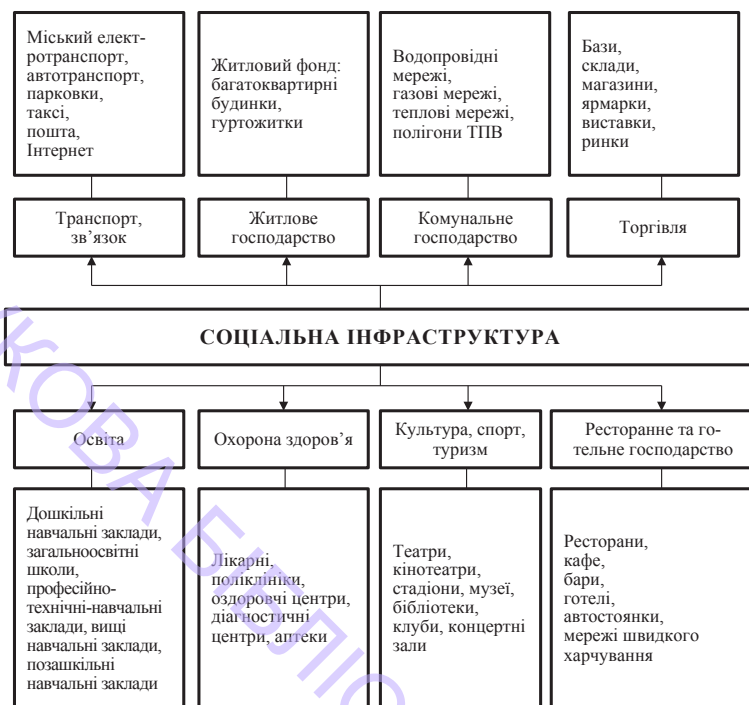 Міський елект-
ротранспорт,
автотранспорт,
парковки,
таксі,
пошта,
Інтернет
Житловий фонд:
багатоквартирні
будинки,
гуртожитки
Водопровідні
мережі,
газові мережі,
теплові мережі,
полігони ТПВ
Бази,
склади,
магазини,
ярмарки,
виставки,
ринки
Транспорт,
зв’язок
Житлове
господарство
Комунальне
господарство
Торгівля
СОЦІАЛЬНА ІНФРАСТРУКТУРА
Освіта
Охорона здоров’я
Культура, спорт,
туризм
Ресторанне та го-
тельне господарство
Дошкільні
навчальні заклади,
загальноосвітні
школи,
професійно-
технічні-навчальні
заклади, вищі
навчальні заклади,
позашкільні
навчальні заклади
Лікарні,
поліклініки,
оздоровчі центри,
діагностичні
центри, аптеки
Театри,
кінотеатри,
стадіони, музеї,
бібліотеки,
клуби, концертні
зали
Ресторани,
кафе,
бари,
готелі,
автостоянки,
мережі швидкого
харчування